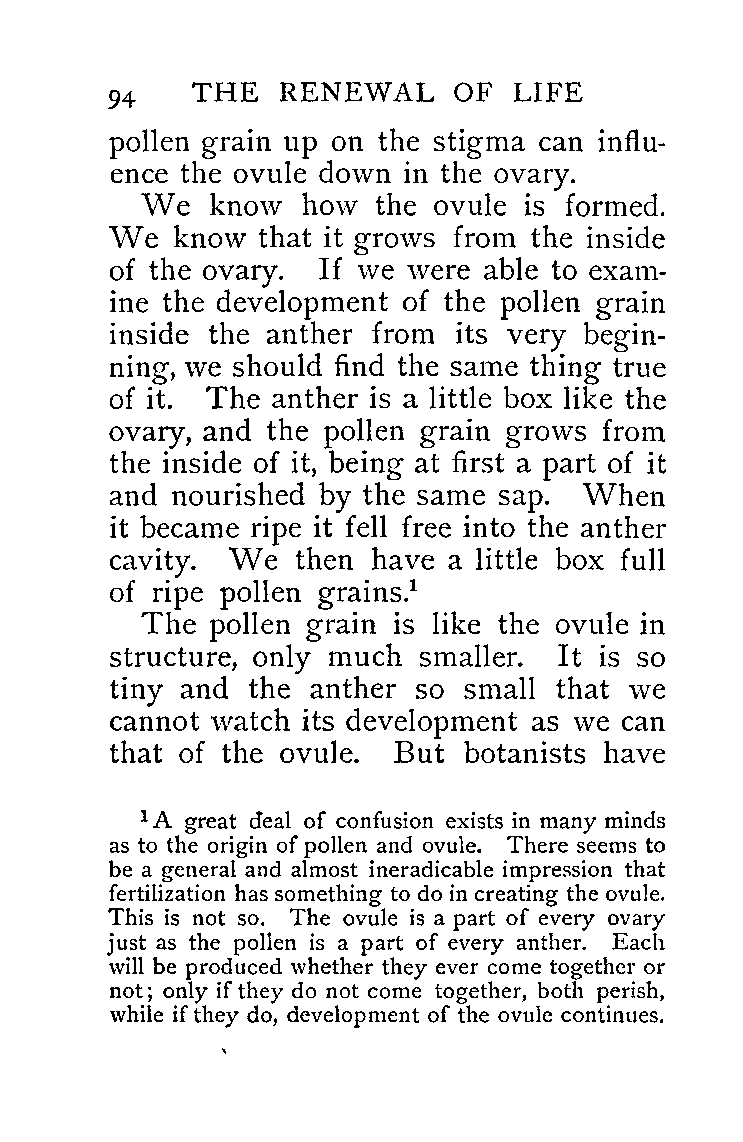 94 THE RENEWAL OF LIFE
pollen grain up on the stigma can influ-
ence the ovule down in the ovary.
We know how the ovule is formed.
We know that it grows from the inside
of the ovary. If we were able to exam-
ine the development of the pollen grain
inside the anther from its very begin-
ning, we should find the same thing true
of it. The anther is a little box like the
ovary, and the pollen grain grows from
the inside of it, being at first a part of it
and nourished by the same sap. When
it became ripe it fell free into the anther
cavity. We then have a little box full
of ripe pollen grains.¹
The pollen grain is like the ovule in
structure, only much smaller. It is so
tiny and the anther so small that we
cannot watch its development as we can
that of the ovule. But botanists have
¹ A great deal of confusion exists in many minds
as to the origin of pollen and ovule. There seems to
be a general and almost ineradicable impression that
fertilization has something to do in creating the ovule.
This is not so. The ovule is a part of every ovary
just as the pollen is a part of every anther. Each
will be produced whether they ever come together or
not; only if they do not come together, both perish,
while if they do, development of the ovule continues.